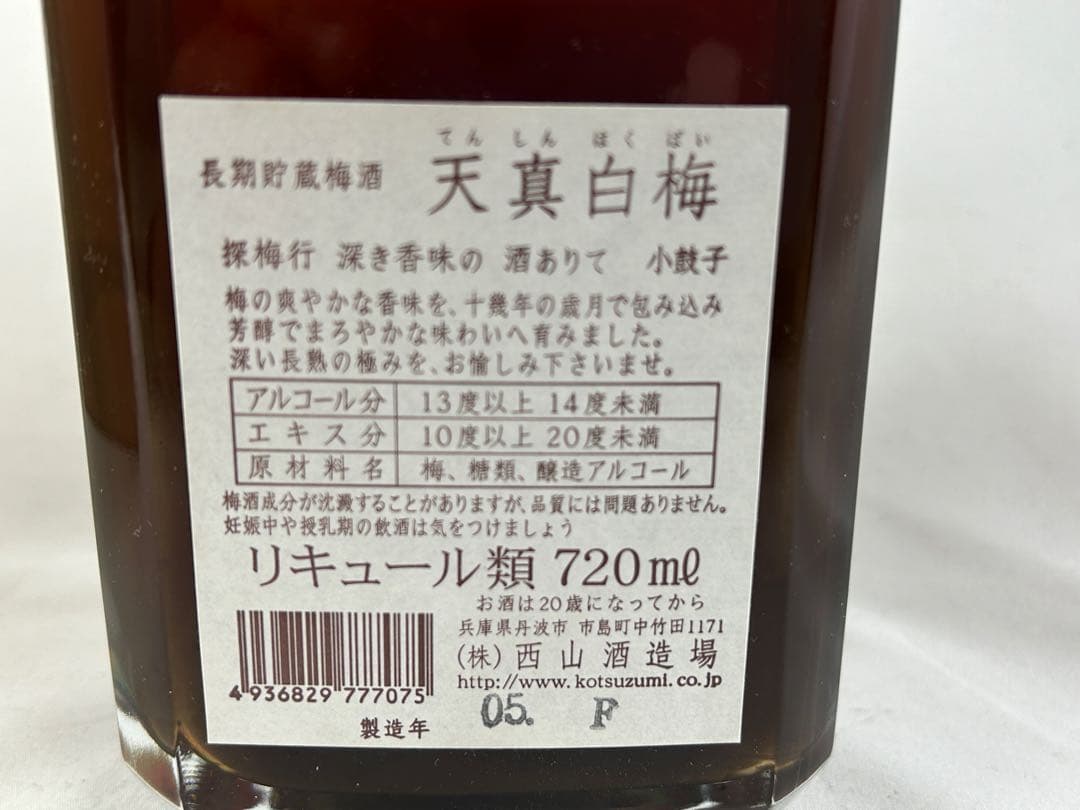 てんしんはくばい
長期貯蔵梅酒 天真白梅
探梅行 深き香味の 酒ありて 小鼓子
梅の爽やかな香味を、十幾年の歳月で包み込み
芳醇でまろやかな味わいへ育みました。
深い長熟の極みを、お愉しみ下さいませ。
アルコール分 13度以上 14度未満
エキス分 10度以上 20度未満
原材料名 梅、糖類、醸造アルコール
梅酒成分が沈澱することがありますが、品質には問題ありません。
妊娠中や授乳期の飲酒は気をつけましょう
リキュール類 720mℓ
お酒は20歳になってから
兵庫県丹波市 市島町中竹田1171
(株)西山酒造場
http://www.kotsuzumi.co.jp
4936829777075
製造年 05. F